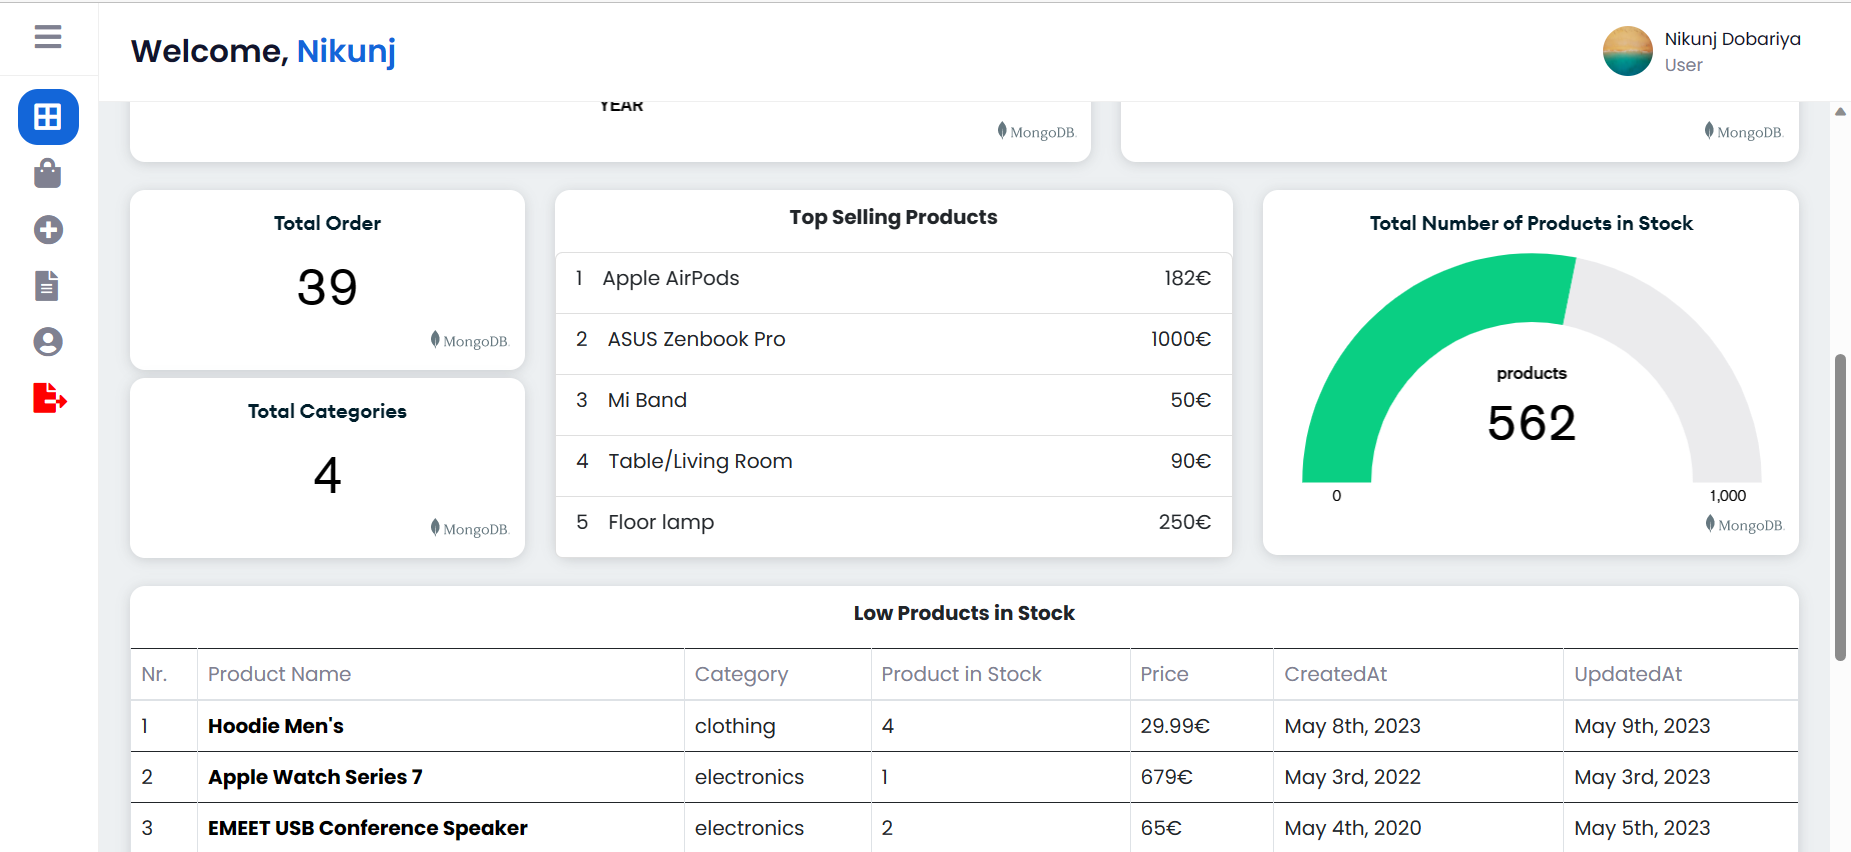 Welcome, Nikunj
Nikunj Dobariya
User
YEAR
MongoDB.
MongoDB.
Total Order
39
MongoDB.
Total Categories
4
MongoDB.
Top Selling Products
1 Apple AirPods 182€
2 ASUS Zenbook Pro 1000€
3 Mi Band 50€
4 Table/Living Room 90€
5 Floor lamp 250€
Total Number of Products in Stock
products
562
0 1,000
MongoDB.
Low Products in Stock
Nr. Product Name Category Product in Stock Price CreatedAt UpdatedAt
1 Hoodie Men's clothing 4 29.99€ May 8th, 2023 May 9th, 2023
2 Apple Watch Series 7 electronics 1 679€ May 3rd, 2022 May 3rd, 2023
3 EMEET USB Conference Speaker electronics 2 65€ May 4th, 2020 May 5th, 2023